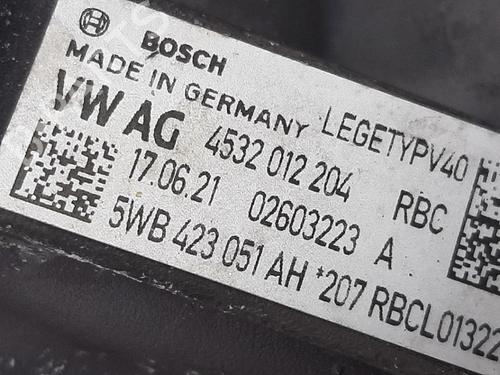 BOSCH
MADE IN GERMANY LEGETYPV40
VW AG 4532 012 204 RBC
17.06.21 02603223 A
5WB 423 051 AH *207 RBCL01322